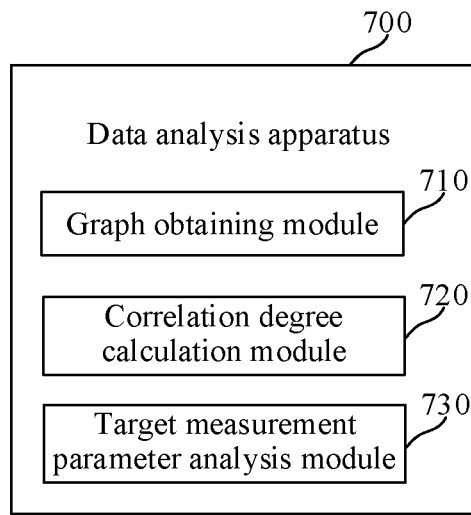 700
Data analysis apparatus
710
Graph obtaining module
720
Correlation degree
calculation module
730
Target measurement
parameter analysis module